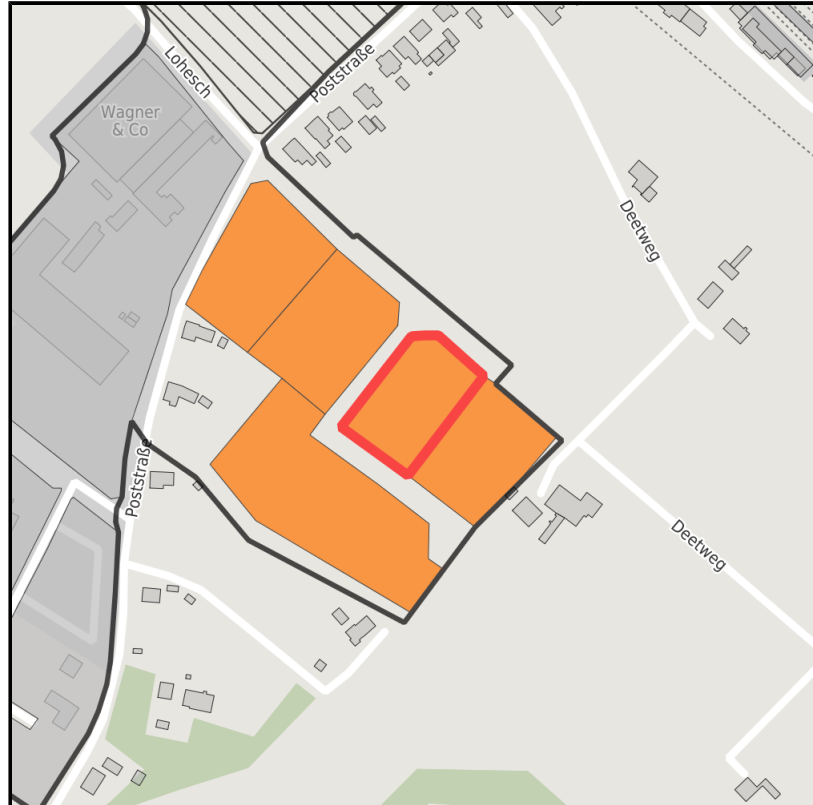 Lohesch
Poststraße
Wagner
& Co
Deetweg
Poststraße
Deetweg